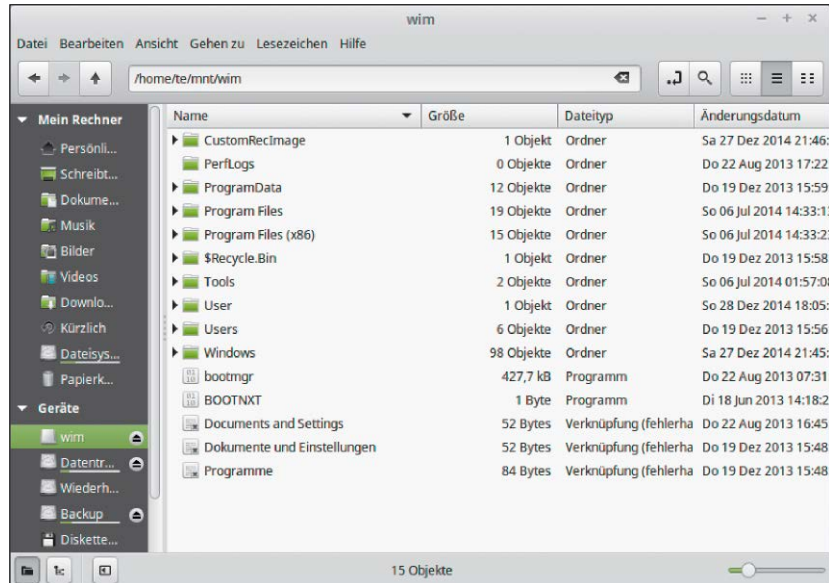 wim
Datei Bearbeiten Ansicht Gehen zu Lesezeichen Hilfe
/home/te/mnt/wim
Mein Rechner
Persönli...
Schreibt...
Dokume...
Musik
Bilder
Videos
Downlo...
Kürzlich
Dateisys...
Papierk...
Geräte
wim
Datentr...
Wiederh...
Backup
Diskette...
Name Größe Dateityp Änderungsdatum
CustomRecImage 1 Objekt Ordner Sa 27 Dez 2014 21:46:
PerfLogs 0 Objekte Ordner Do 22 Aug 2013 17:22
ProgramData 12 Objekte Ordner Do 19 Dez 2013 15:59
Program Files 19 Objekte Ordner So 06 Jul 2014 14:33:1
Program Files (x86) 15 Objekte Ordner So 06 Jul 2014 14:33:2
$Recycle.Bin 1 Objekt Ordner Do 19 Dez 2013 15:58
Tools 2 Objekte Ordner So 06 Jul 2014 01:57:0
User 1 Objekt Ordner So 28 Dez 2014 18:05:
Users 6 Objekte Ordner Do 19 Dez 2013 15:56
Windows 98 Objekte Ordner Sa 27 Dez 2014 21:45:
bootmgr 427,7 kB Programm Do 22 Aug 2013 07:31
BOOTNXT 1 Byte Programm Di 18 Jun 2013 14:18:2
Documents and Settings 52 Bytes Verknüpfung (fehlerha Do 22 Aug 2013 16:45
Dokumente und Einstellungen 52 Bytes Verknüpfung (fehlerha Do 19 Dez 2013 15:48
Programme 84 Bytes Verknüpfung (fehlerha Do 19 Dez 2013 15:48
15 Objekte